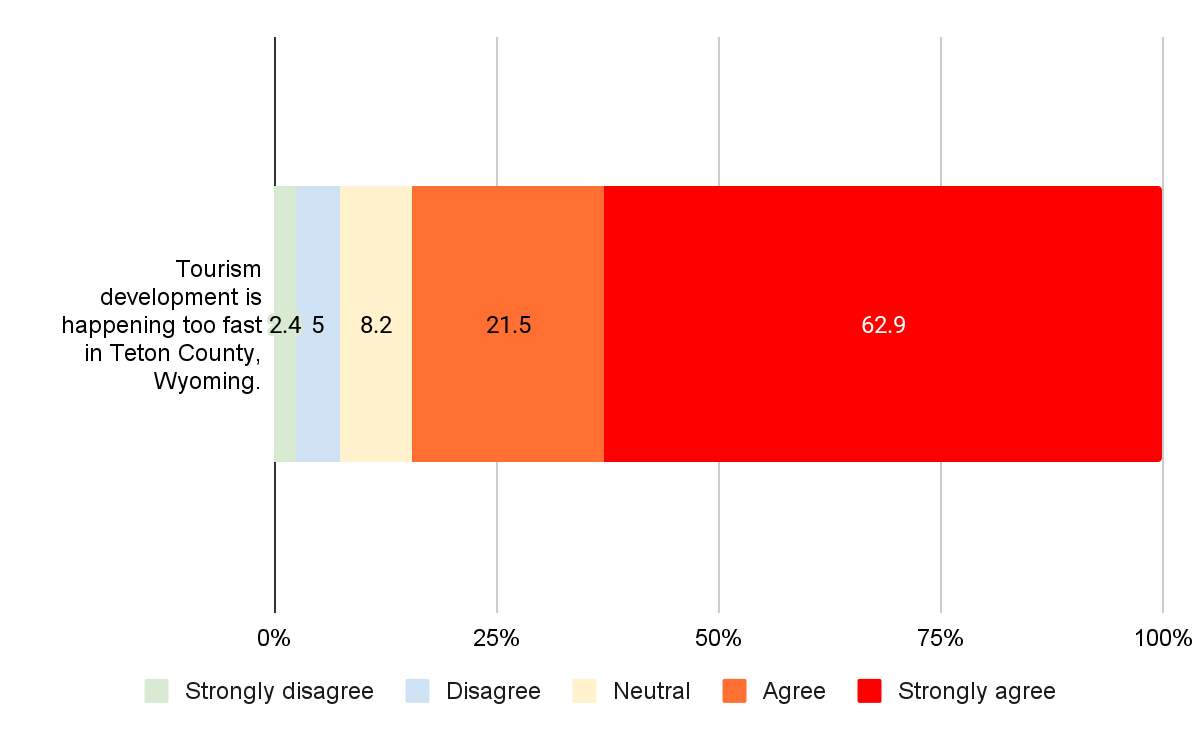 Tourism
development is
happening too fast
in Teton County,
Wyoming.
2.4 5 8.2 21.5 62.9
0% 25% 50% 75% 100%
Strongly disagree Disagree Neutral Agree Strongly agree